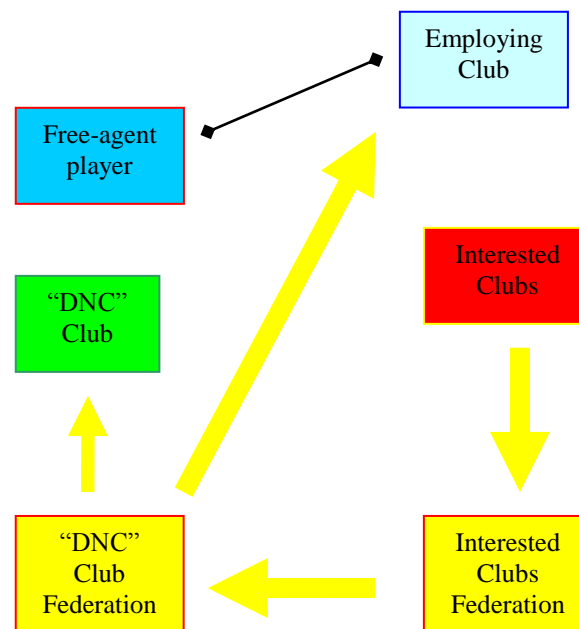 Employing
Club
Free-agent
player
Interested
Clubs
“DNC”
Club
“DNC”
Club
Federation
Interested
Clubs
Federation